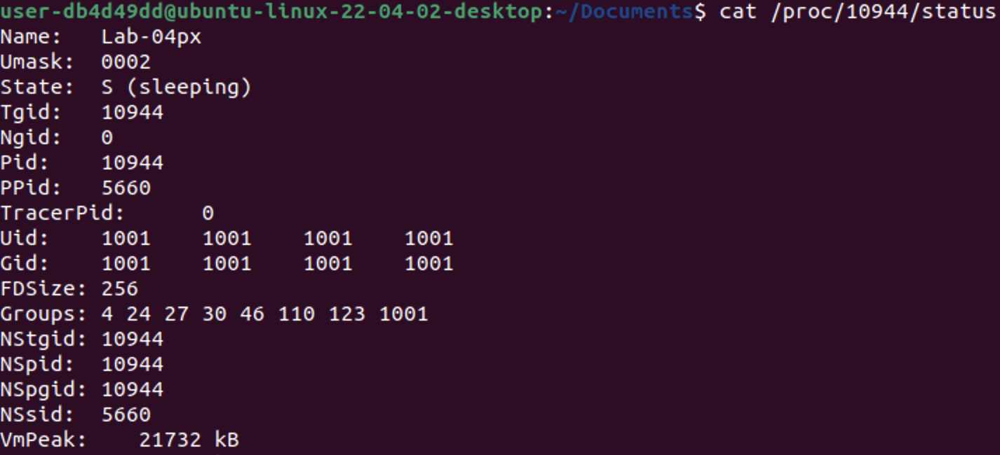 user-db4d49dd@ubuntu-linux-22-04-02-desktop:~/Documents$ cat /proc/10944/status
Name:	Lab-04px
Umask:	0002
State:	S (sleeping)
Tgid:	10944
Ngid:	0
Pid:	10944
PPid:	5660
TracerPid:	0
Uid:	1001	1001	1001	1001
Gid:	1001	1001	1001	1001
FDSize:	256
Groups:	4 24 27 30 46 110 123 1001
NStgid:	10944
NSpid:	10944
NSpgid:	10944
NSsid:	5660
VmPeak:	   21732 kB